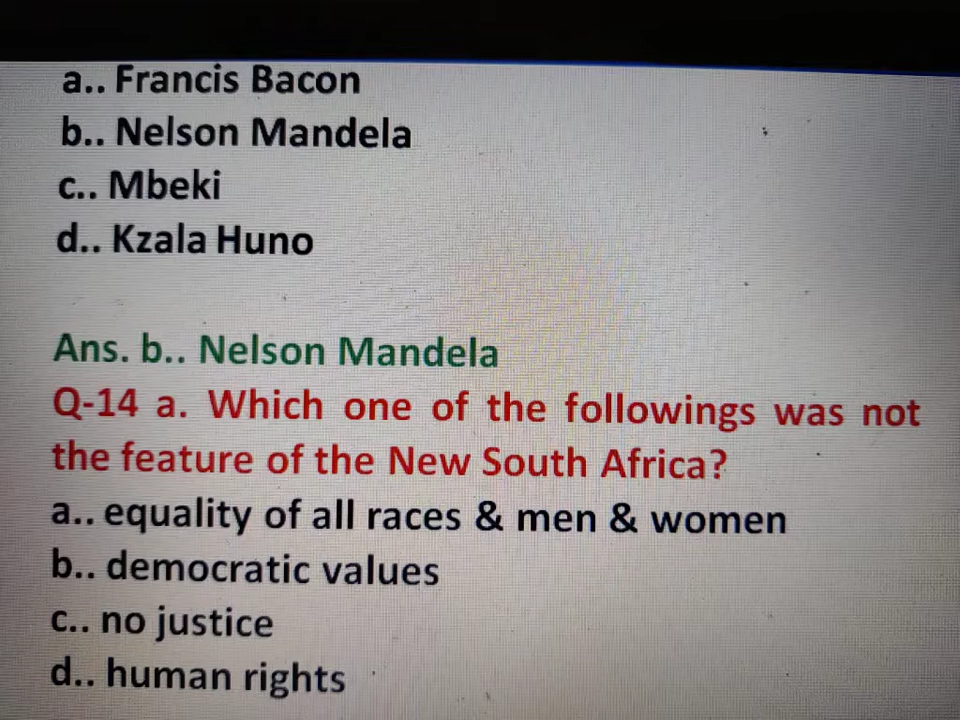 a.. Francis Bacon
b.. Nelson Mandela
c.. Mbeki
d.. Kzala Huno
Ans. b.. Nelson Mandela
Q-14 a. Which one of the followings was not
the feature of the New South Africa?
a.. equality of all races & men & women
b.. democratic values
c.. no justice
d.. human rights